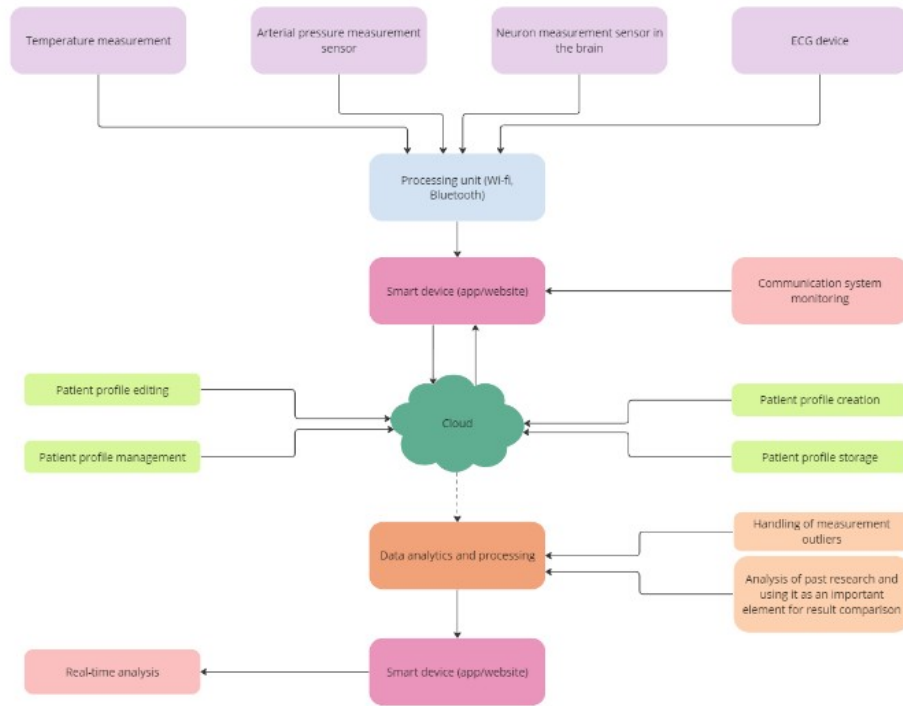 Temperature measurement
Arterial pressure measurement
sensor
Neuron measurement sensor in
the brain
ECG device
Processing unit (Wi-fi,
Bluetooth)
Smart device (app/website)
Communication system
monitoring
Patient profile editing
Patient profile management
Cloud
Patient profile creation
Patient profile storage
Data analytics and processing
Handling of measurement
outliers
Analysis of past research and
using it as an important
element for result comparison
Real-time analysis
Smart device (app/website)